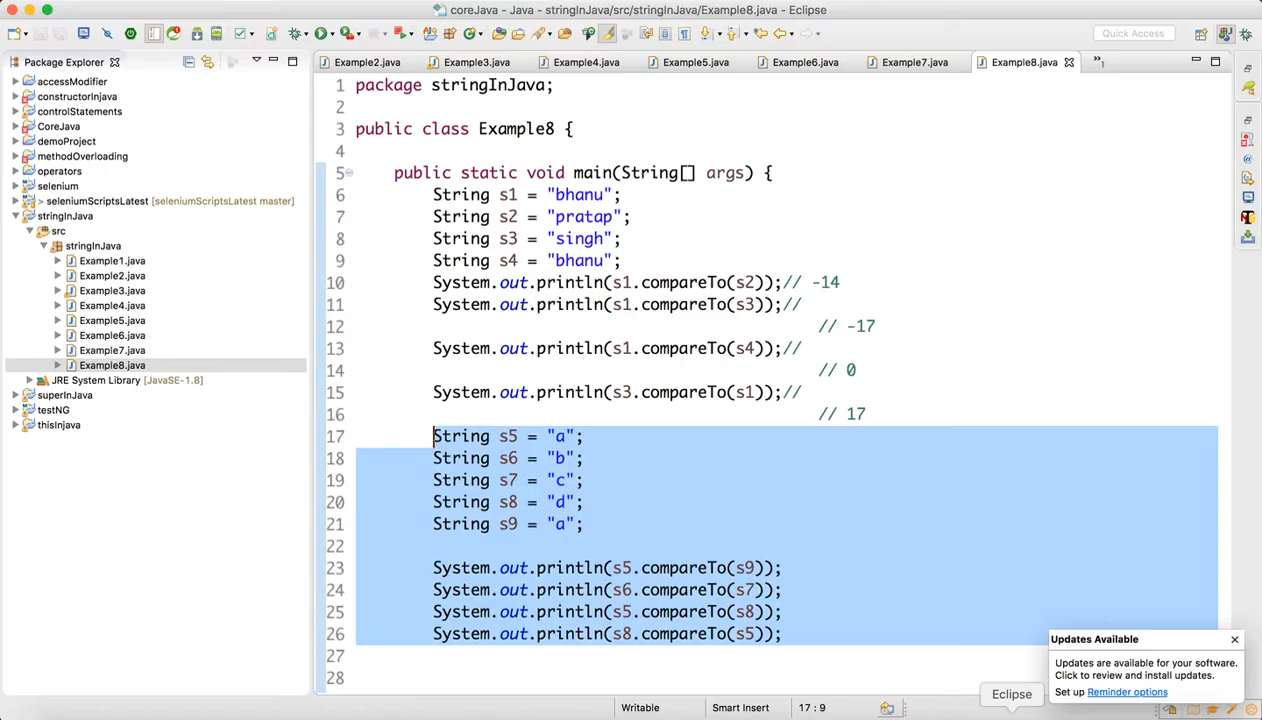 coreJava - Java - stringInJava/src/stringInJava/Example8.java - Eclipse
Quick Access
Package Explorer
accessModifier
constructorInjava
controlStatements
CoreJava
demoProject
methodOverloading
operators
selenium
> seleniumScriptsLatest [seleniumScriptsLatest master]
stringInJava
src
stringInJava
Example1.java
Example2.java
Example3.java
Example4.java
Example5.java
Example6.java
Example7.java
Example8.java
JRE System Library [JavaSE-1.8]
superInJava
testNG
thisInjava
Example2.java Example3.java Example4.java Example5.java Example6.java Example7.java Example8.java »1
1 package stringInJava;
2
3 public class Example8 {
4
5 public static void main(String[] args) {
6 String s1 = "bhanu";
7 String s2 = "pratap";
8 String s3 = "singh";
9 String s4 = "bhanu";
10 System.out.println(s1.compareTo(s2));// -14
11 System.out.println(s1.compareTo(s3));//
12 // -17
13 System.out.println(s1.compareTo(s4));//
14 // 0
15 System.out.println(s3.compareTo(s1));//
16 // 17
17 String s5 = "a";
18 String s6 = "b";
19 String s7 = "c";
20 String s8 = "d";
21 String s9 = "a";
22
23 System.out.println(s5.compareTo(s9));
24 System.out.println(s6.compareTo(s7));
25 System.out.println(s5.compareTo(s8));
26 System.out.println(s8.compareTo(s5));
27
28
Updates Available
Updates are available for your software.
Click to review and install updates.
Set up Reminder options
Eclipse
Writable Smart Insert 17 : 9